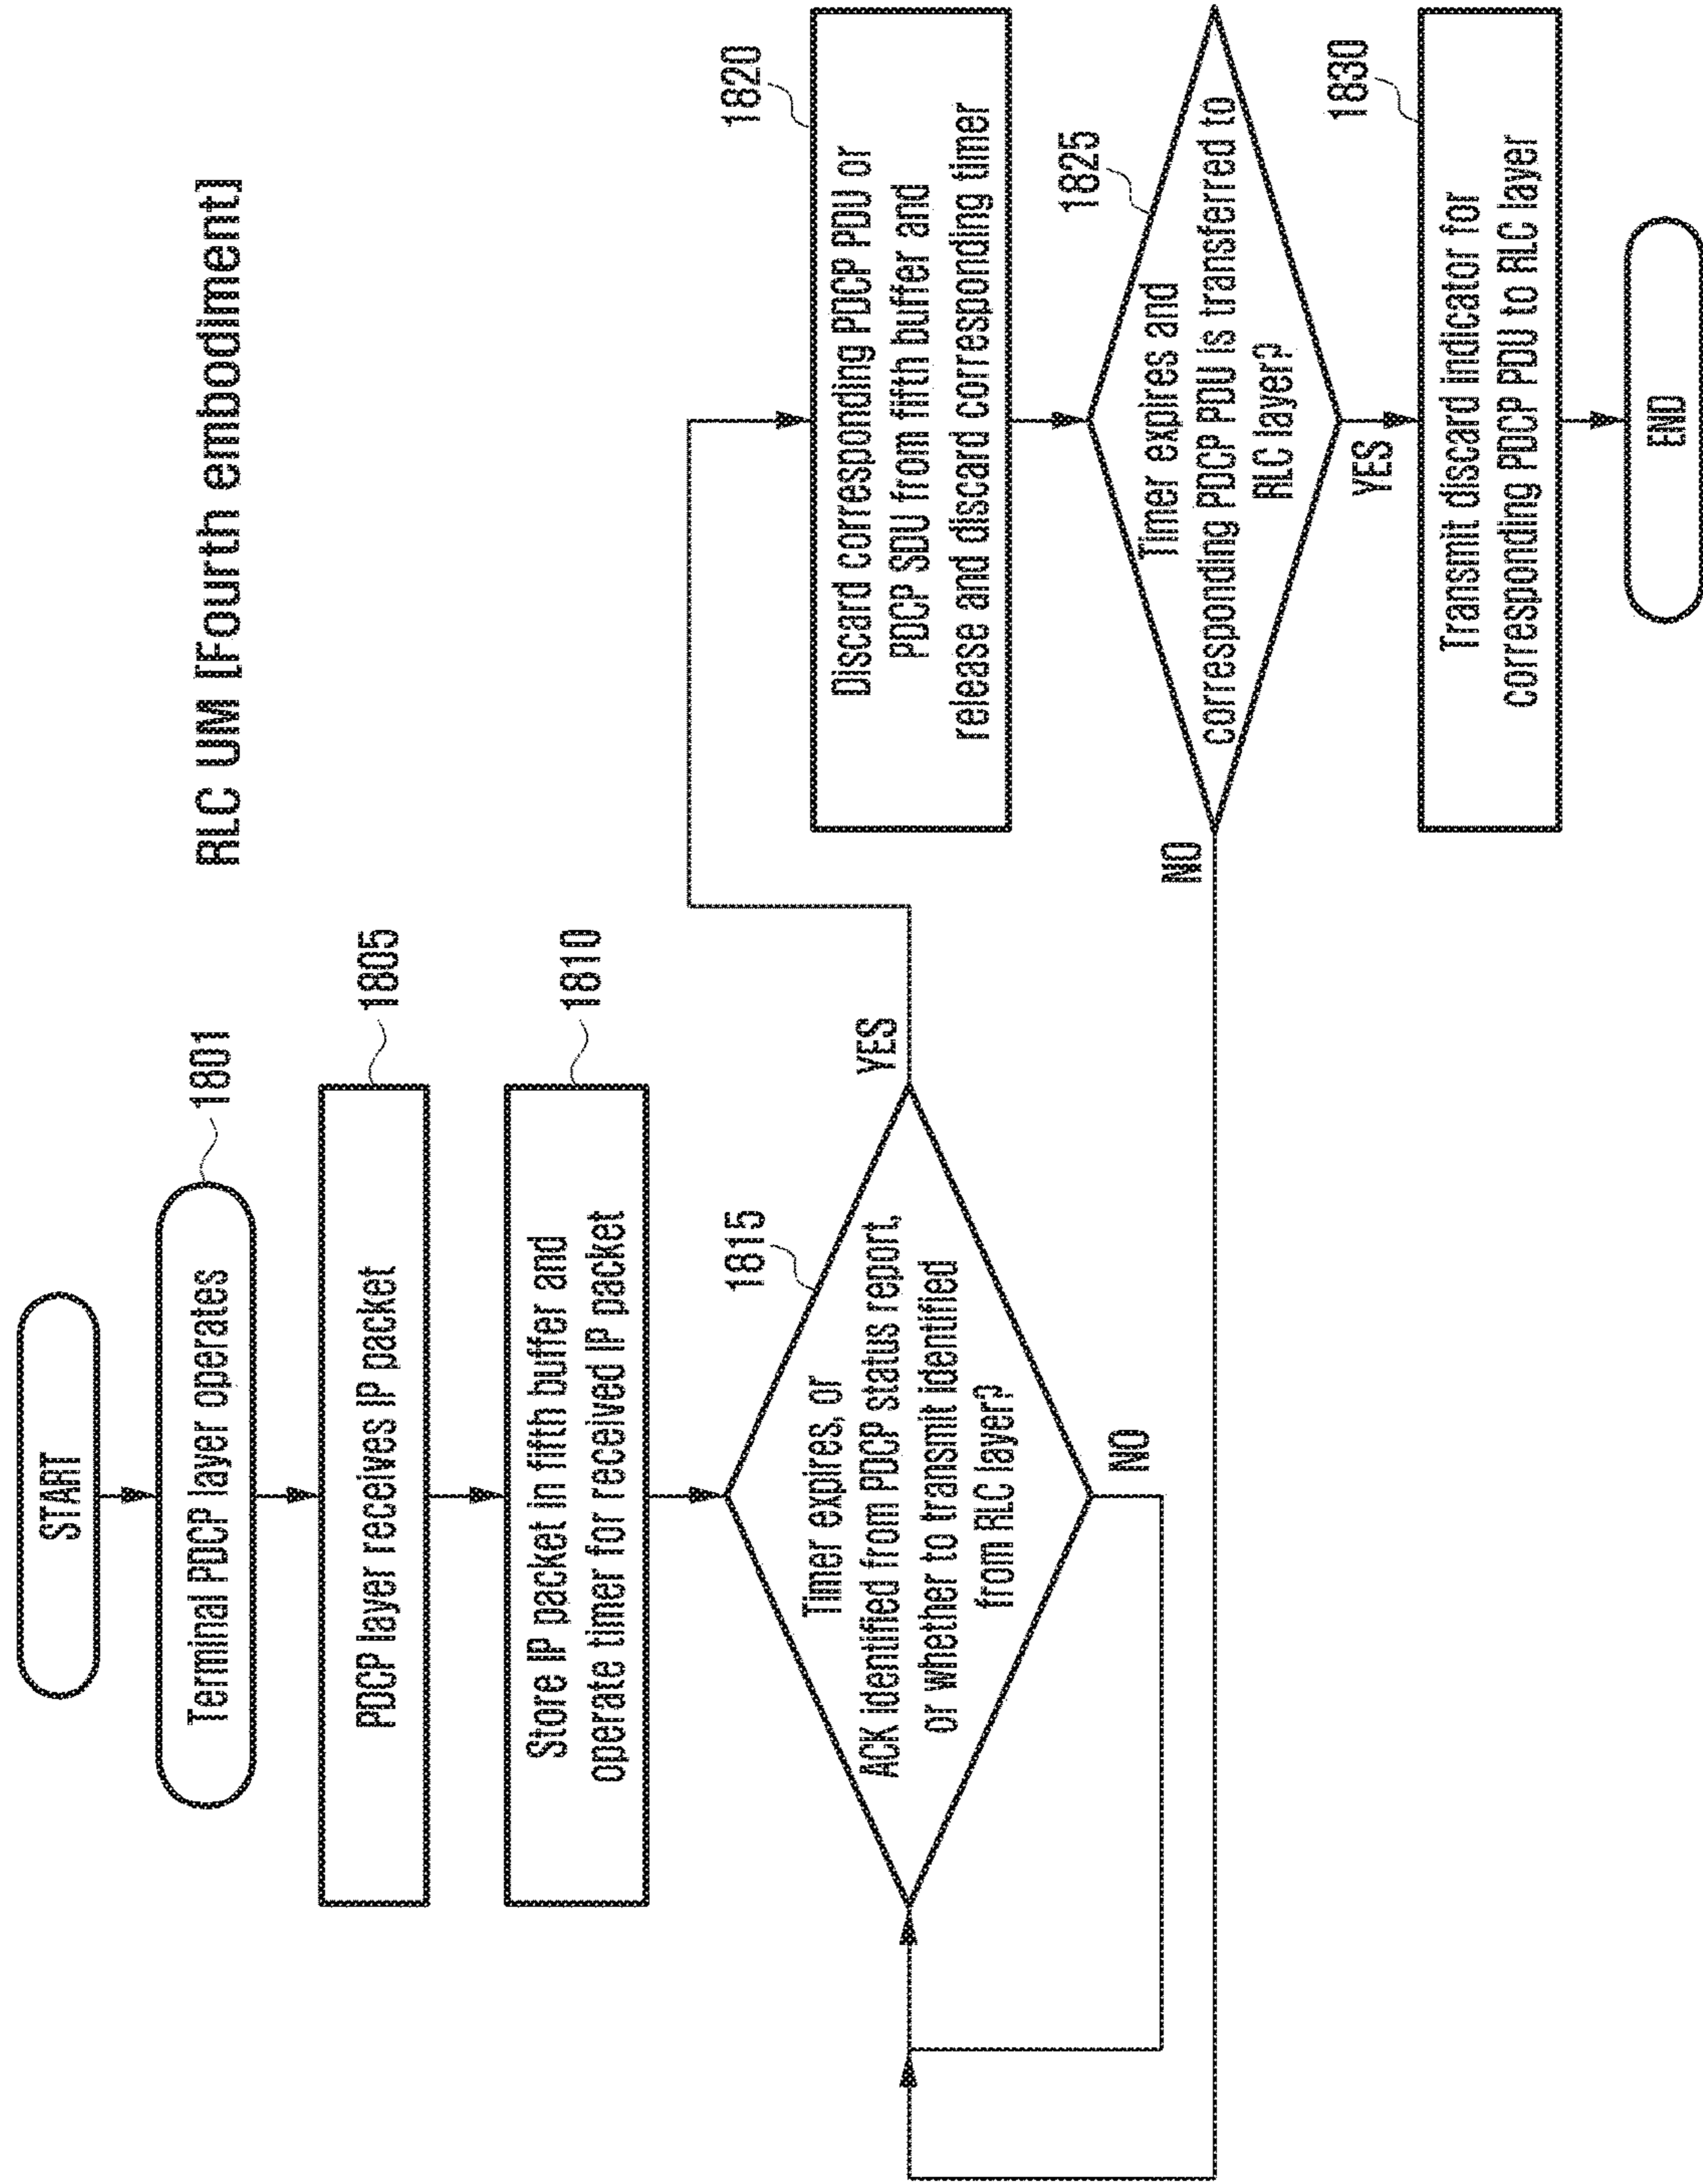 RLC UM [Fourth embodiment]
START
Terminal PDCP layer operates
1801
PDCP layer receives IP packet
1805
Store IP packet in fifth buffer and
operate timer for received IP packet
1810
Timer expires, or
ACK identified from PDCP status report,
or whether to transmit identified
from RLC layer?
1815
YES
NO
Discard corresponding PDCP PDU or
PDCP SDU from fifth buffer and
release and discard corresponding timer
1820
Timer expires and
corresponding PDCP PDU is transferred to
RLC layer?
1825
NO
YES
Transmit discard indicator for
corresponding PDCP PDU to RLC layer
1830
END